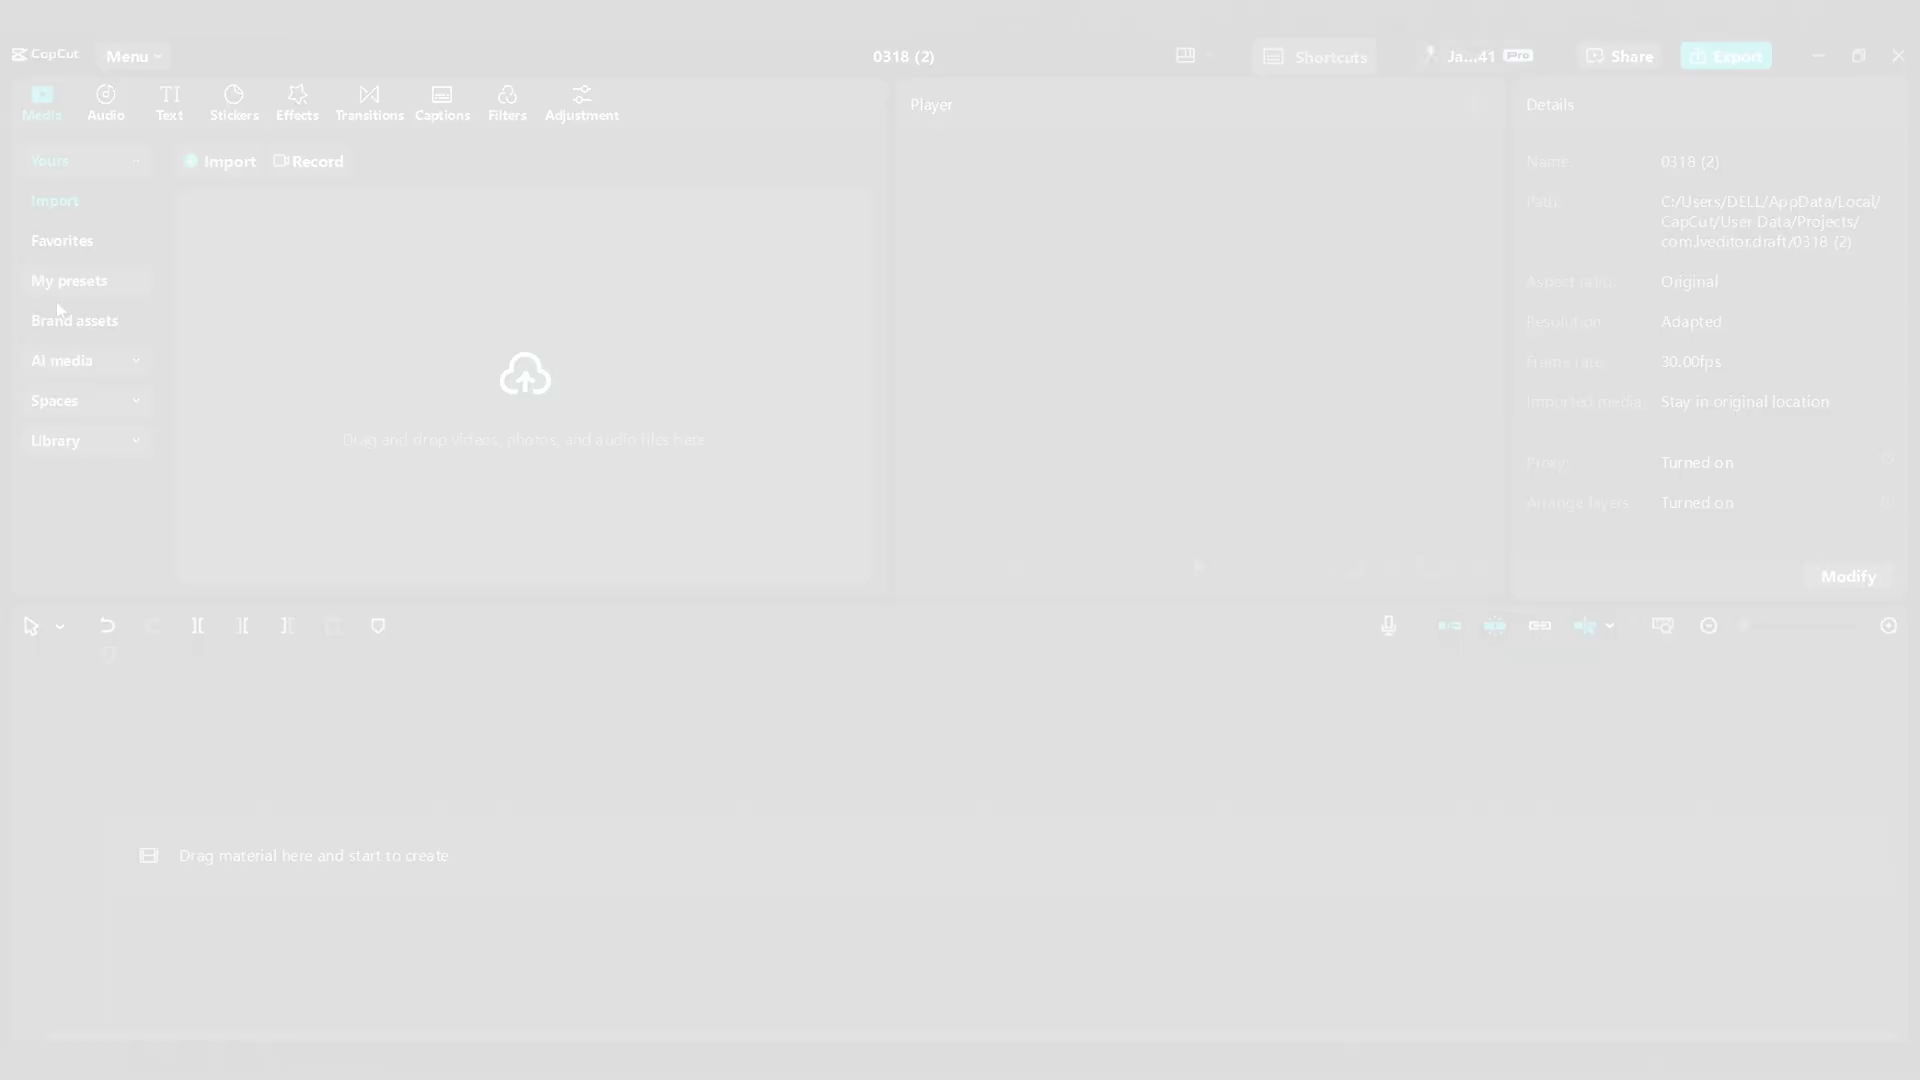 CapCut
Menu
0318 (2)
Shortcuts
Ja...41
Pro
Share
Export
Media
Audio
TI
Text
Stickers
Effects
Transitions
Captions
Filters
Adjustment
Player
Details
Yours
Import
Record
Import
Favorites
My presets
Brand assets
AI media
Spaces
Library
Drag and drop videos, photos, and audio files here
Name: 0318 (2)
Path: C:/Users/DELL/AppData/Local/
CapCut/User Data/Projects/
com.lveditor.draft/0318 (2)
Aspect ratio: Original
Resolution: Adapted
Frame rate: 30.00fps
Imported media: Stay in original location
Proxy: Turned on
Arrange layers Turned on
Modify
Drag material here and start to create